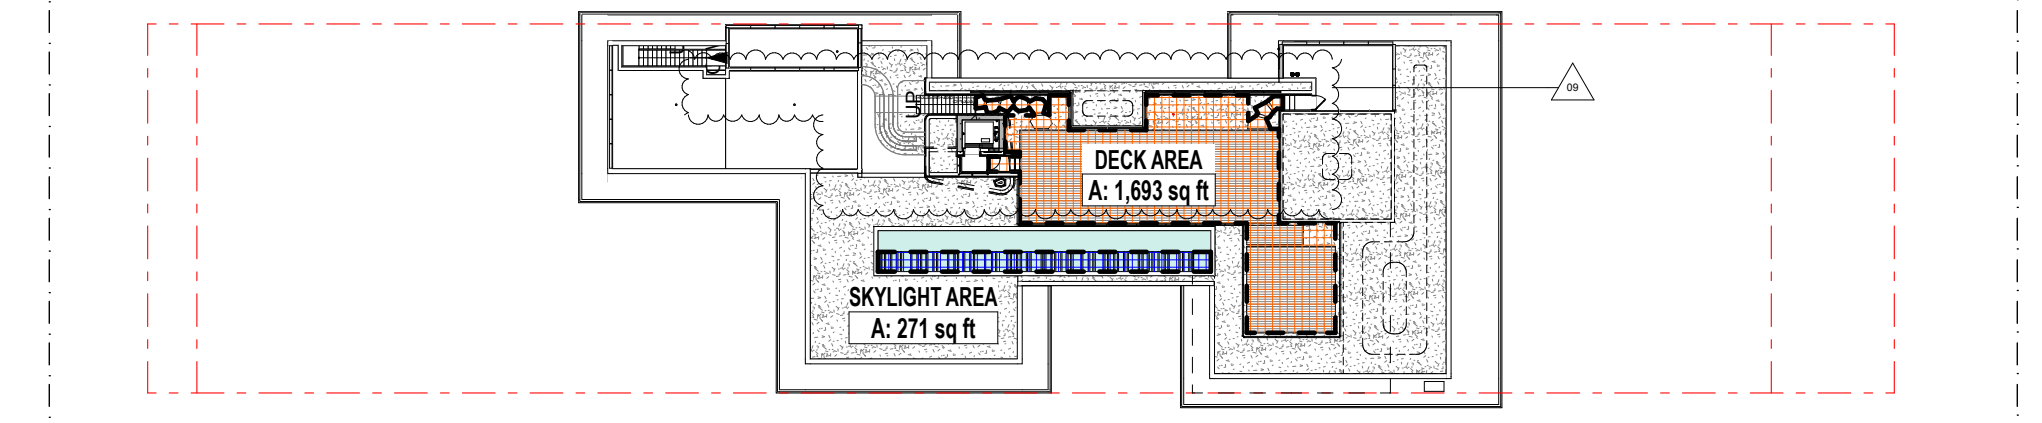 UP
09
DECK AREA
A: 1,693 sq ft
SKYLIGHT AREA
A: 271 sq ft